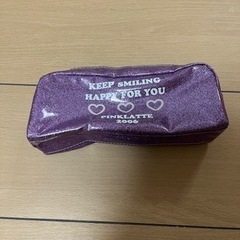 KEEP SMILING
HAPPY FOR YOU
PINKLATTE
2006